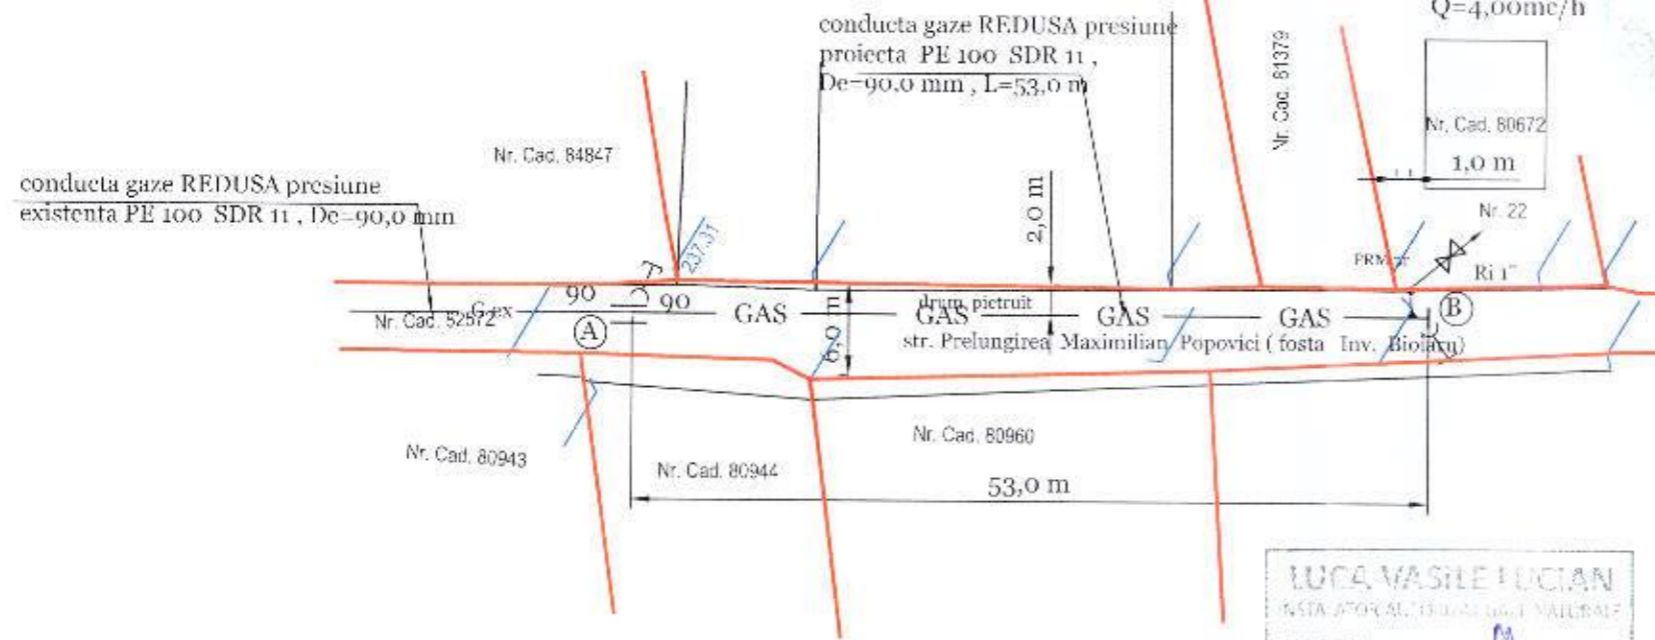 Q=4,00mc/h
conducta gaze REDUSA presiune
proiecta PE 100 SDR 11 ,
De=90,0 mm , L=53,0 m
Nr. Cad. 81379
Nr. Cad. 80672
1,0 m
Nr. 22
Nr. Cad. 84847
conducta gaze REDUSA presiune
existenta PE 100 SDR 11 , De=90,0 mm
237.31
2,0 m
PRM
Ri 1"
90
90
G ex
Nr. Cad. 52572
A
GAS
6,0 m
drum pietruit
GAS
GAS
GAS
B
str. Prelungirea Maximilian Popovici ( fosta Inv. Biolaru)
Nr. Cad. 80943
Nr. Cad. 80944
Nr. Cad. 80960
53,0 m
LUCA VASILE LUCIAN